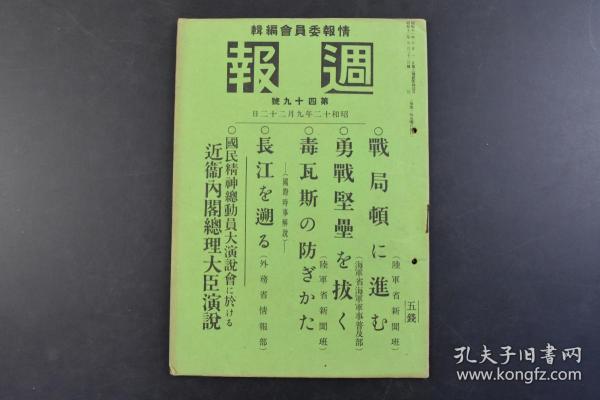 輯編會員委報情
報週
號九十四第
日二十二月九年二十和昭
○戰局頓に進む（陸軍省新聞班）
○勇戰堅壘を拔く（海軍省海軍軍事普及部）
○毒瓦斯の防ぎかた（陸軍省新聞班）
―（國際時事解說）―
○長江を遡る（外務省情報部）
○國民精神總動員大演說會に於ける
近衞內閣總理大臣演說
五錢
孔夫子旧书网
www.kongfz.com